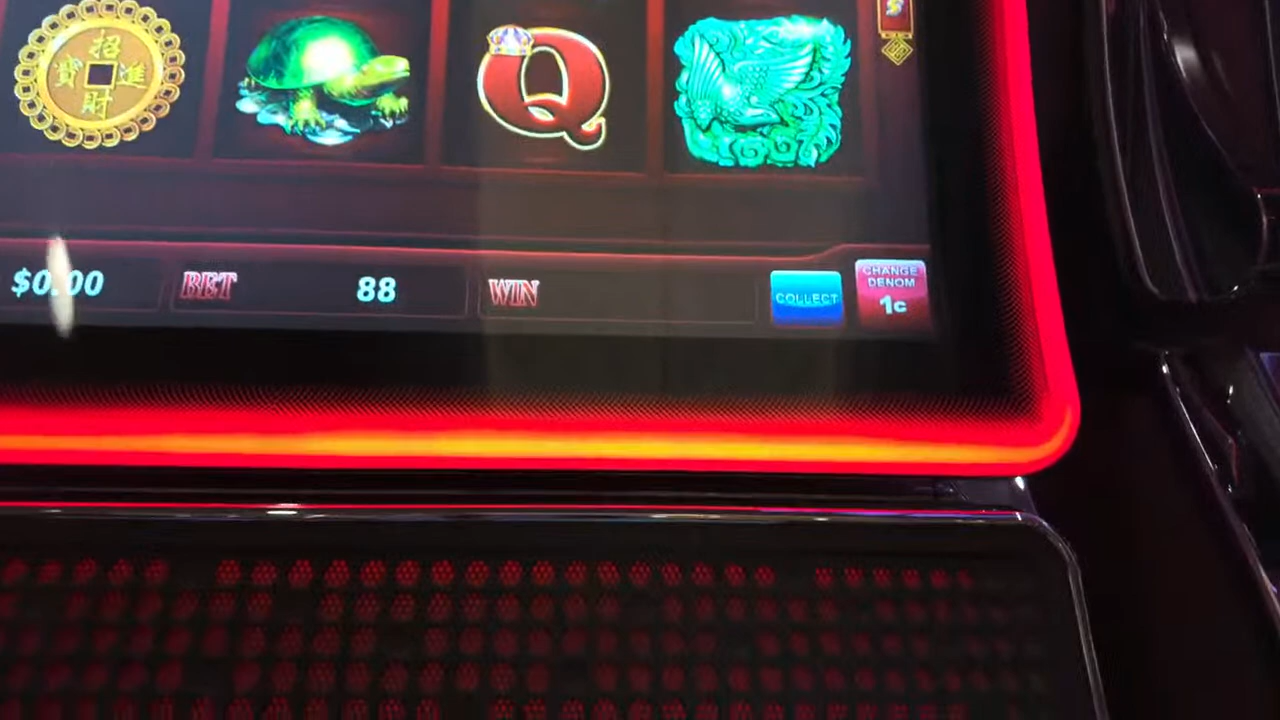 招
寶 進
財
Q
$0.00
BET 88
WIN
COLLECT
CHANGE
DENOM
1c